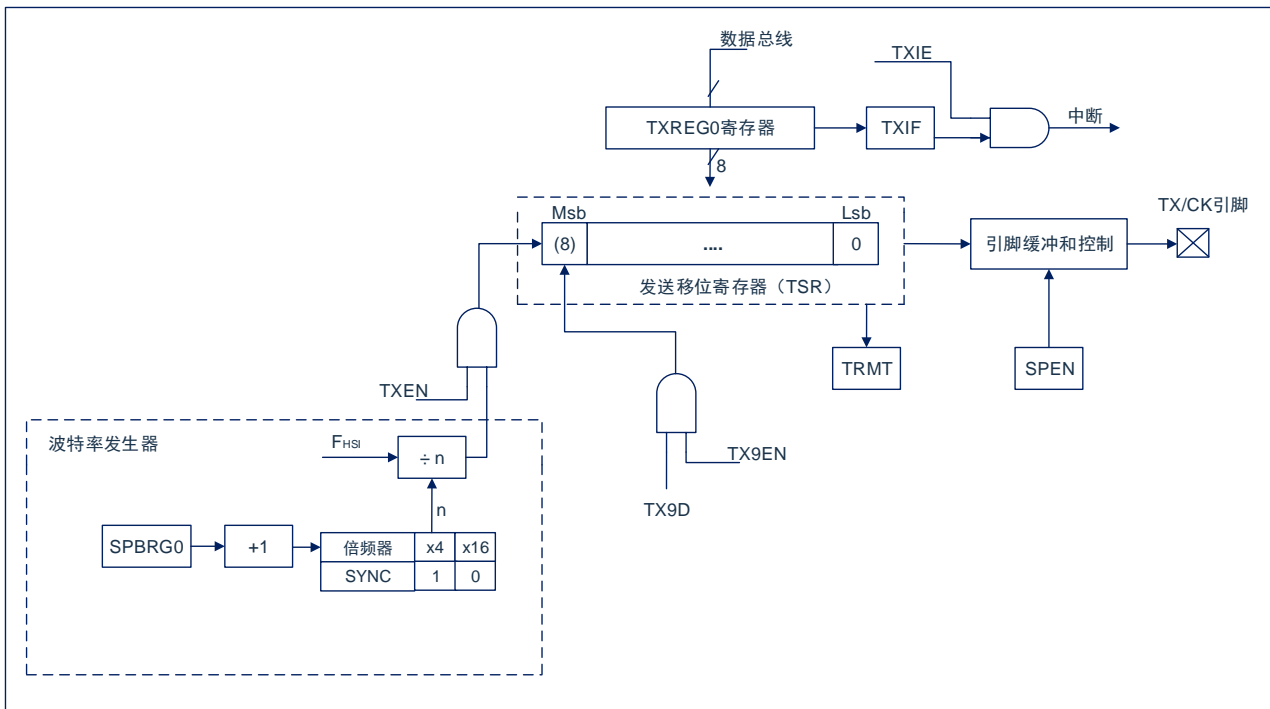 数据总线
TXIE
TXREG0寄存器
TXIF
中断
8
Msb
Lsb
TX/CK引脚
(8)
....
0
引脚缓冲和控制
发送移位寄存器（TSR）
TRMT
SPEN
TXEN
波特率发生器
FHSI
÷ n
TX9EN
n
TX9D
SPBRG0
+1
倍频器 x4 x16
SYNC 1 0